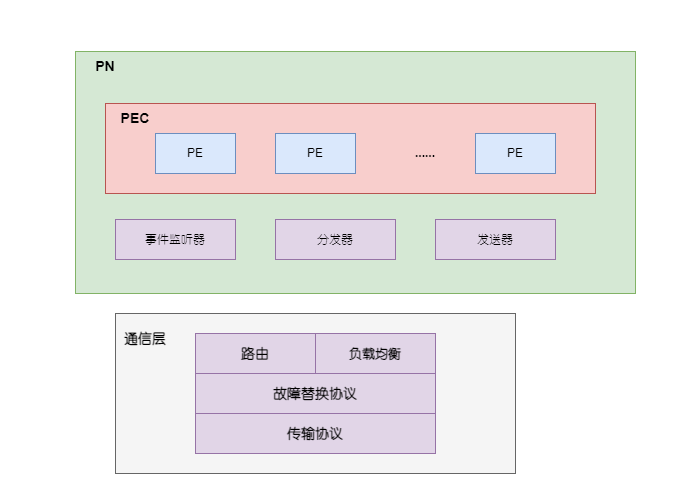 PN
PEC
PE PE ...... PE
事件监听器 分发器 发送器
通信层
路由 负载均衡
故障替换协议
传输协议